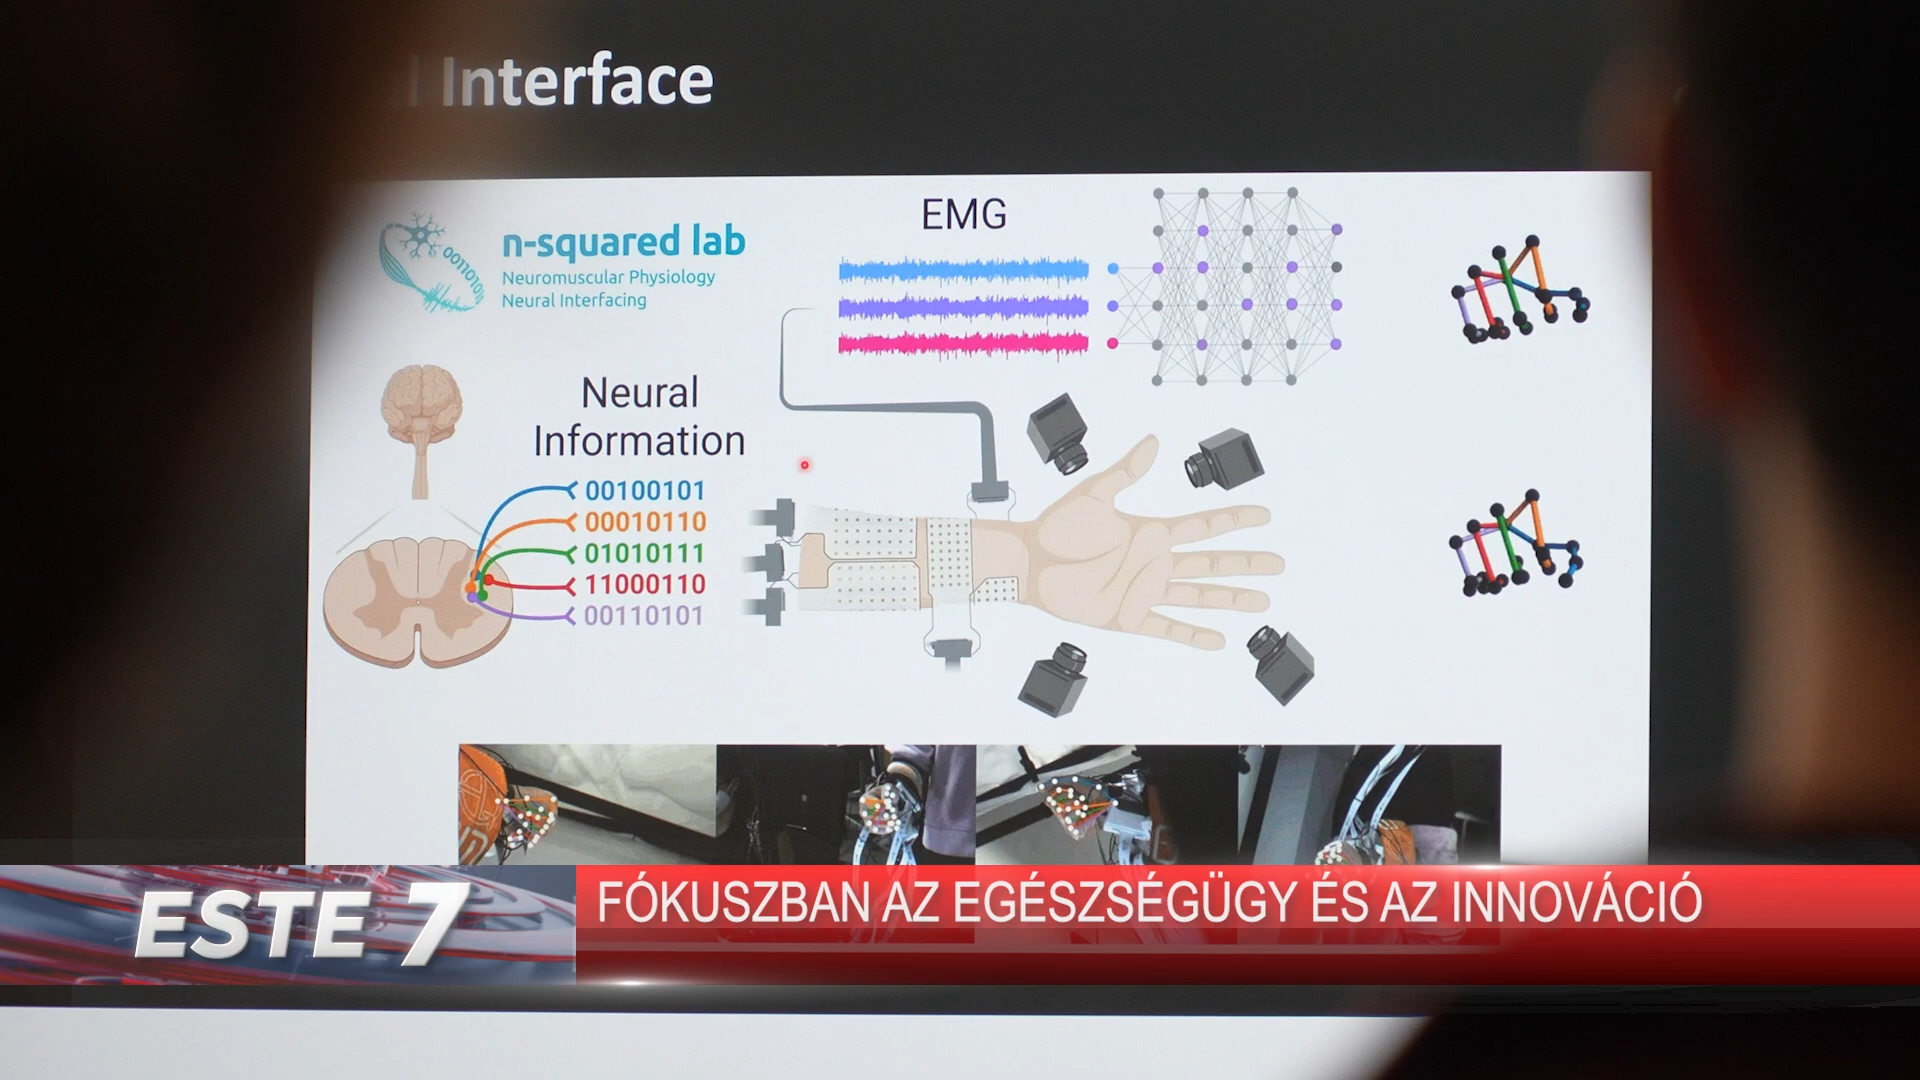 Interface
n-squared lab
Neuromuscular Physiology
Neural Interfacing
0011010
EMG
Neural
Information
00100101
00010110
01010111
11000110
00110101
ESTE 7
FÓKUSZBAN AZ EGÉSZSÉGÜGY ÉS AZ INNOVÁCIÓ